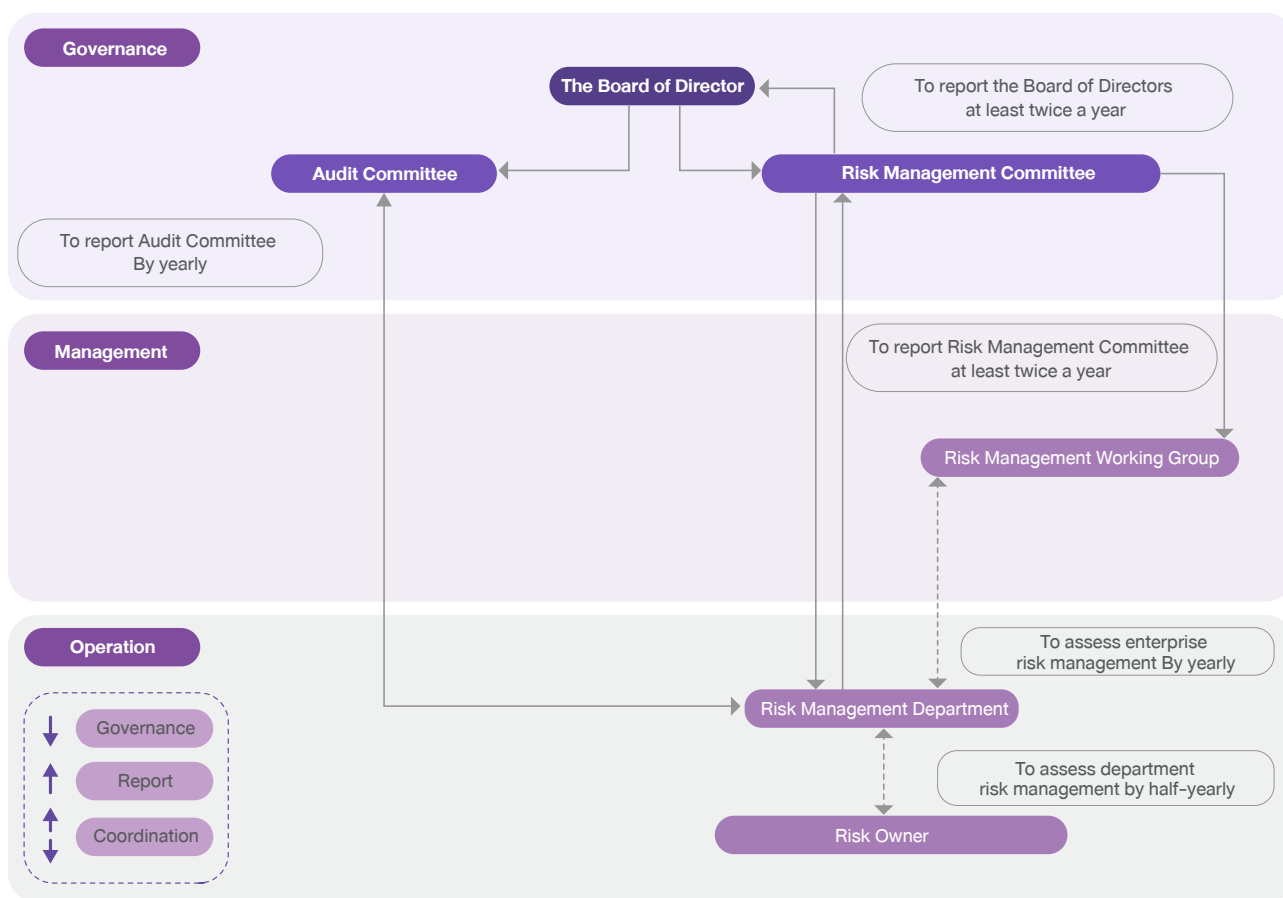 Governance
The Board of Director
To report the Board of Directors
at least twice a year
Audit Committee
Risk Management Committee
To report Audit Committee
By yearly
Management
To report Risk Management Committee
at least twice a year
Risk Management Working Group
Operation
To assess enterprise
risk management By yearly
Risk Management Department
Governance
Report
Coordination
To assess department
risk management by half-yearly
Risk Owner